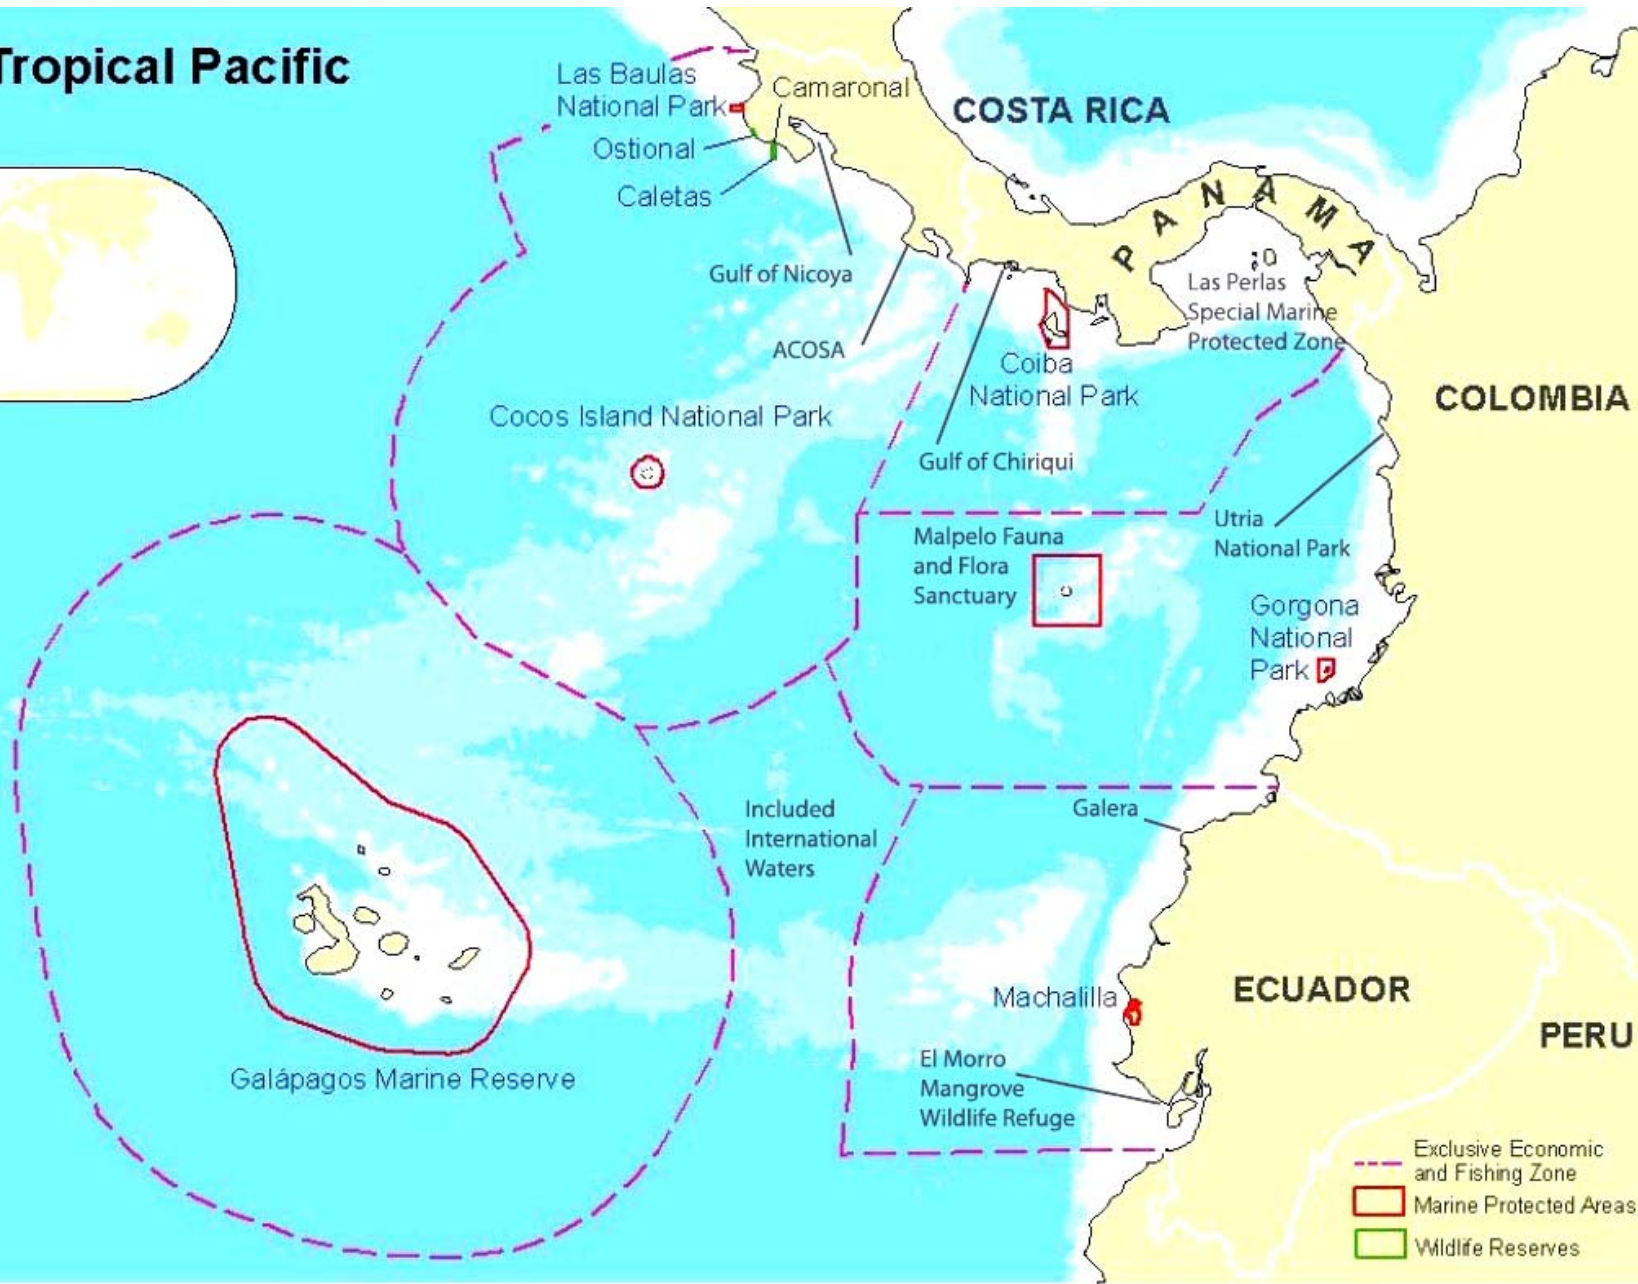 Tropical Pacific
Las Baulas
National Park
Camaronal
COSTA RICA
Ostional
Caletas
PANAMA
Gulf of Nicoya
Las Perlas
Special Marine
Protected Zone
ACOSA
Coiba
National Park
COLOMBIA
Cocos Island National Park
Gulf of Chiriqui
Utria
National Park
Malpelo Fauna
and Flora
Sanctuary
Gorgona
National
Park
Included
International
Waters
Galera
Machalilla
ECUADOR
PERU
El Morro
Mangrove
Wildlife Refuge
Galápagos Marine Reserve
Exclusive Economic
and Fishing Zone
Marine Protected Areas
Wildlife Reserves